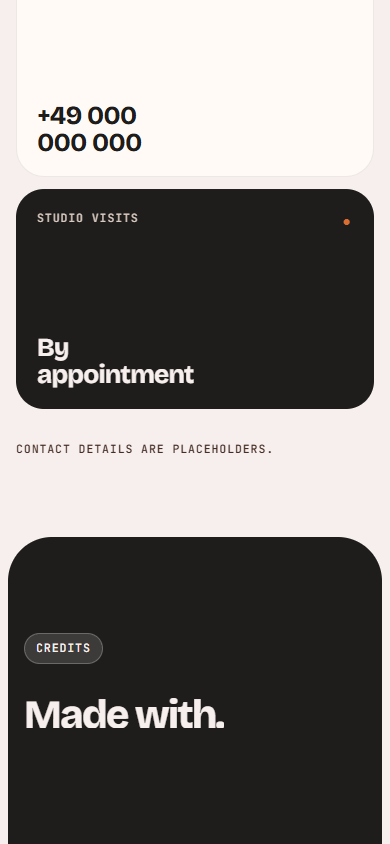 +49 000
000 000
STUDIO VISITS
By
appointment
CONTACT DETAILS ARE PLACEHOLDERS.
CREDITS
Made with.